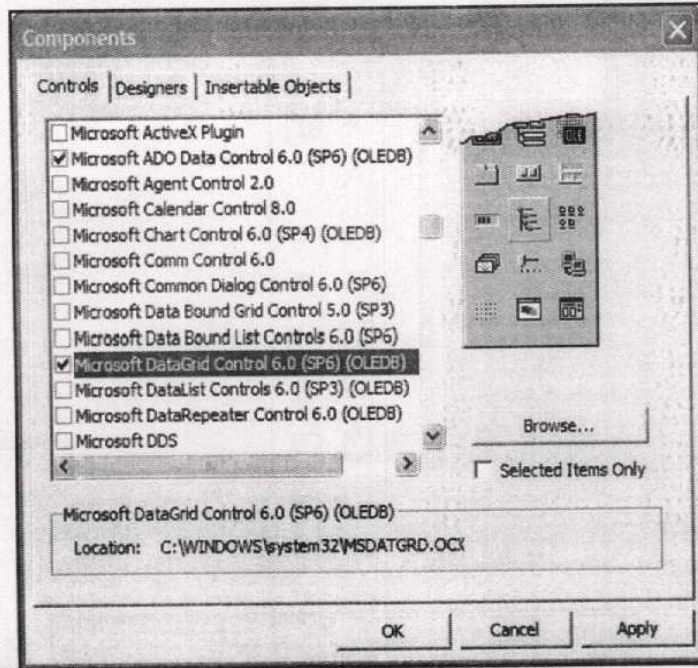 Components
Controls
Designers
Insertable Objects
Microsoft ActiveX Plugin
Microsoft ADO Data Control 6.0 (SP6) (OLEDB)
Microsoft Agent Control 2.0
Microsoft Calendar Control 8.0
Microsoft Chart Control 6.0 (SP4) (OLEDB)
Microsoft Comm Control 6.0
Microsoft Common Dialog Control 6.0 (SP6)
Microsoft Data Bound Grid Control 5.0 (SP3)
Microsoft Data Bound List Controls 6.0 (SP6)
Microsoft DataGrid Control 6.0 (SP6) (OLEDB)
Microsoft DataList Controls 6.0 (SP3) (OLEDB)
Microsoft DataRepeater Control 6.0 (OLEDB)
Microsoft DDS
Browse...
Selected Items Only
Microsoft DataGrid Control 6.0 (SP6) (OLEDB)
Location: C:\WINDOWS\system32\MSDATGRD.OCX
OK
Cancel
Apply